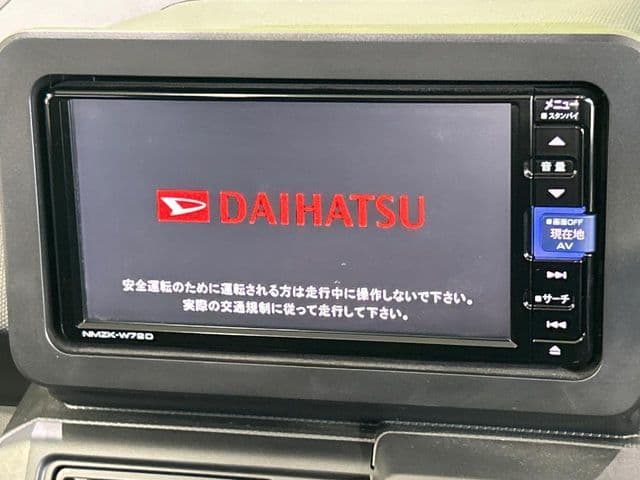 DAIHATSU
安全運転のために運転される方は走行中に操作しないで下さい。
実際の交通規制に従って走行して下さい。
NMZK-W72D
メニュー
スタンバイ
音量
画面OFF
現在地
AV
サーチ